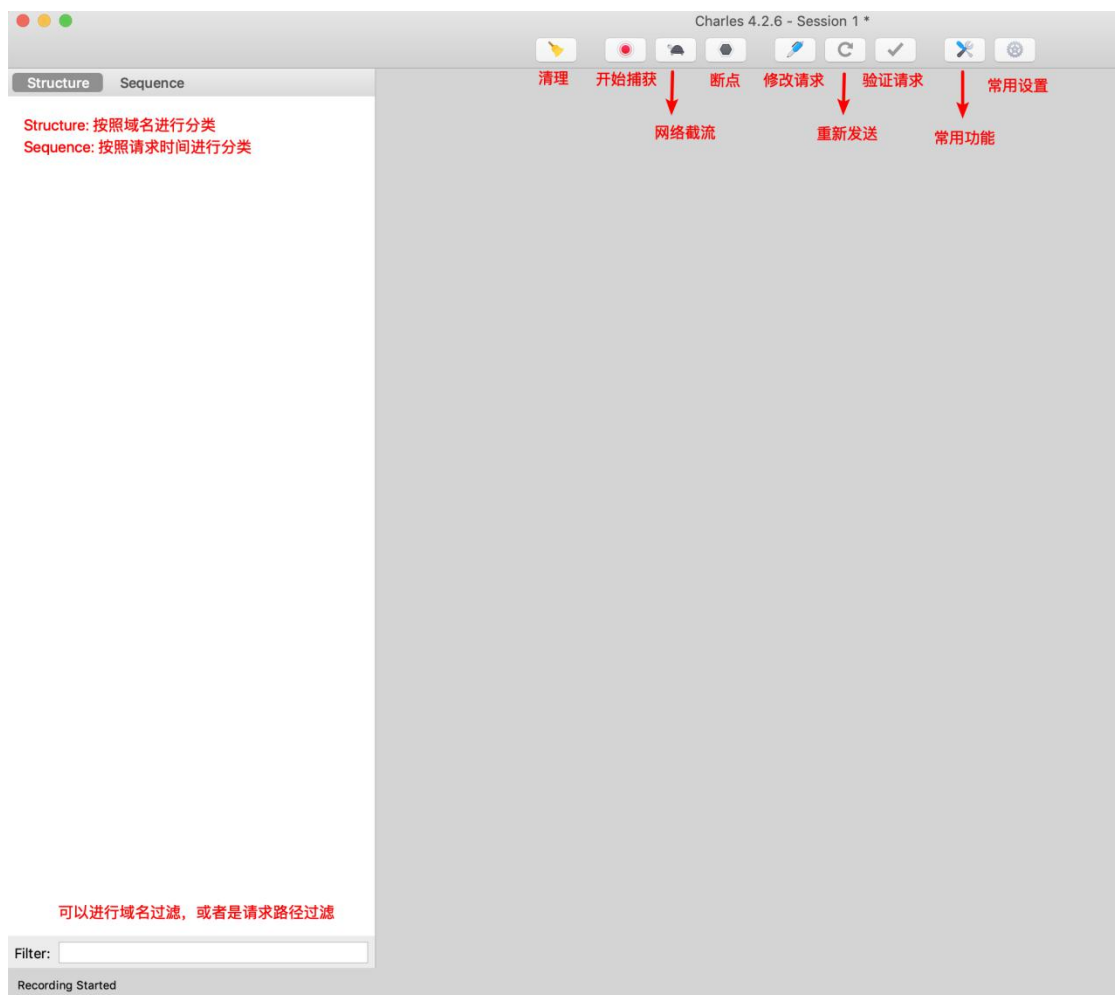 Charles 4.2.6 - Session 1 *
清理 开始捕获 断点 修改请求 验证请求 常用设置
网络截流 重新发送 常用功能
Structure Sequence
Structure: 按照域名进行分类
Sequence: 按照请求时间进行分类
可以进行域名过滤，或者是请求路径过滤
Filter:
Recording Started